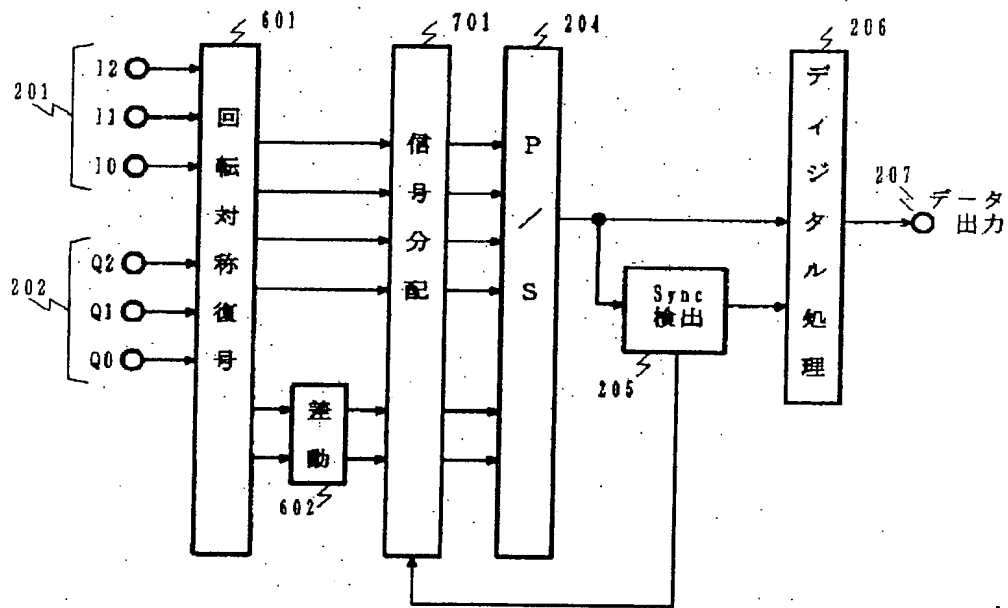 601
701
204
206
201
I2
I1
I0
202
Q2
Q1
Q0
回転対称復号
差動
602
信号分配
P/S
Sync
検出
205
ディジタル処理
207
データ
出力